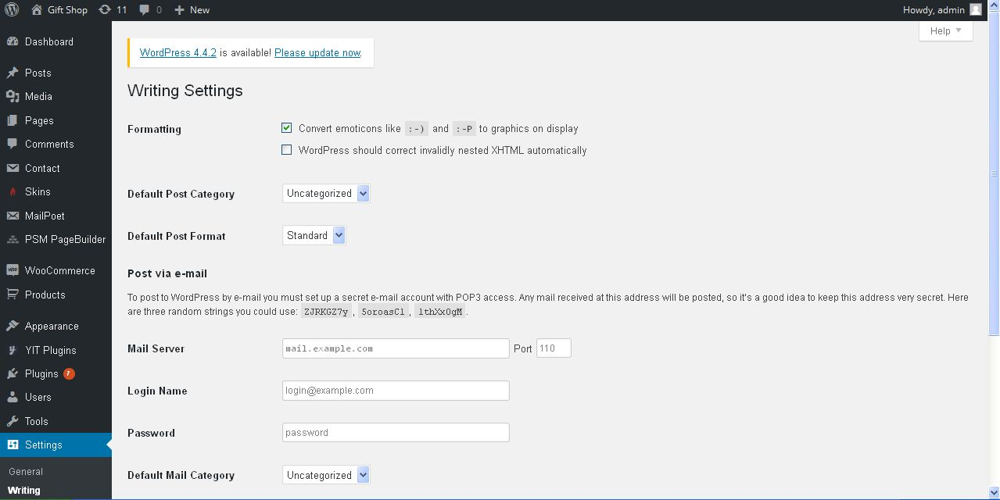 Gift Shop 11 0 New Howdy, admin
Help
Dashboard
Posts
Media
Pages
Comments
Contact
Skins
MailPoet
PSM PageBuilder
WooCommerce
Products
Appearance
YIT Plugins
Plugins 7
Users
Tools
Settings
General
Writing
WordPress 4.4.2 is available! Please update now.
Writing Settings
Formatting
Convert emoticons like :-) and :-P to graphics on display
WordPress should correct invalidly nested XHTML automatically
Default Post Category Uncategorized
Default Post Format Standard
Post via e-mail
To post to WordPress by e-mail you must set up a secret e-mail account with POP3 access. Any mail received at this address will be posted, so it's a good idea to keep this address very secret. Here
are three random strings you could use: ZJRKGZ7y, 5oroasCl, lthXxOgM.
Mail Server mail.example.com Port 110
Login Name login@example.com
Password password
Default Mail Category Uncategorized